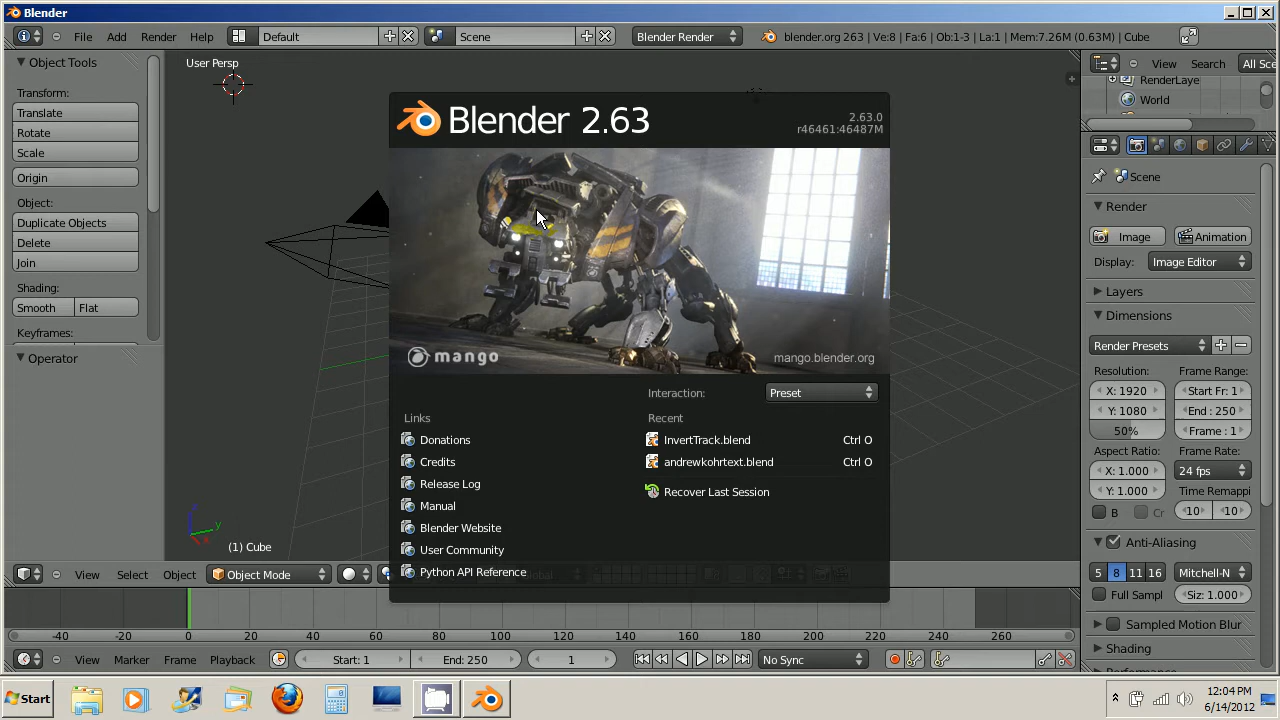 Blender
File Add Render Help Default Scene Blender Render blender.org 263 | Ve:8 | Fa:6 | Ob:1-3 | La:1 | Mem:7.26M (0.63M) | Cube
Object Tools
Transform:
Translate
Rotate
Scale
Origin
Object:
Duplicate Objects
Delete
Join
Shading:
Smooth Flat
Keyframes:
Operator
User Persp
Blender 2.63
2.63.0
r46461:46487M
mango
mango.blender.org
Interaction: Preset
Links
Donations
Credits
Release Log
Manual
Blender Website
User Community
Python API Reference
Recent
InvertTrack.blend Ctrl O
andrewkohrtext.blend Ctrl O
Recover Last Session
(1) Cube
View Select Object Object Mode
View Search All Sce
RenderLaye
World
Scene
Render
Image Animation
Display: Image Editor
Layers
Dimensions
Render Presets
Resolution: Frame Range:
X: 1920 Start Fr: 1
Y: 1080 End : 250
50% Frame : 1
Aspect Ratio: Frame Rate:
X: 1.000 24 fps
Y: 1.000 Time Remappi
B Cr 10 10
Anti-Aliasing
5 8 11 16 Mitchell-N
Full Sampl Siz: 1.000
Sampled Motion Blur
Shading
-40 -20 0 20 40 60 80 100 120 140 160 180 200 220 240 260
View Marker Frame Playback Start: 1 End: 250 1 No Sync
Start
12:04 PM
6/14/2012